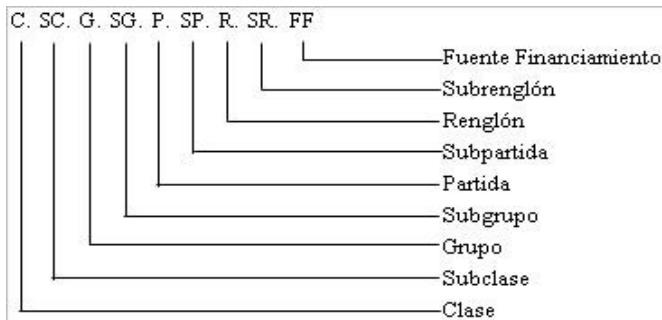 C. SC. G. SG. P. SP. R. SR. FF
Fuente Financiamiento
Subrenglón
Renglón
Subpartida
Partida
Subgrupo
Grupo
Subclase
Clase